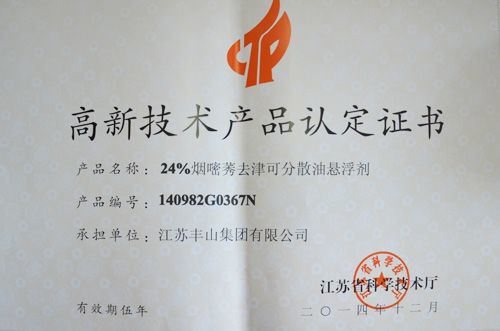 高新技术产品认定证书
产品名称：24%烟嘧莠去津可分散油悬浮剂
产品编号：140982G0367N
承担单位：江苏丰山集团有限公司
江苏省科学技术厅
有效期伍年
二〇一四年十二月